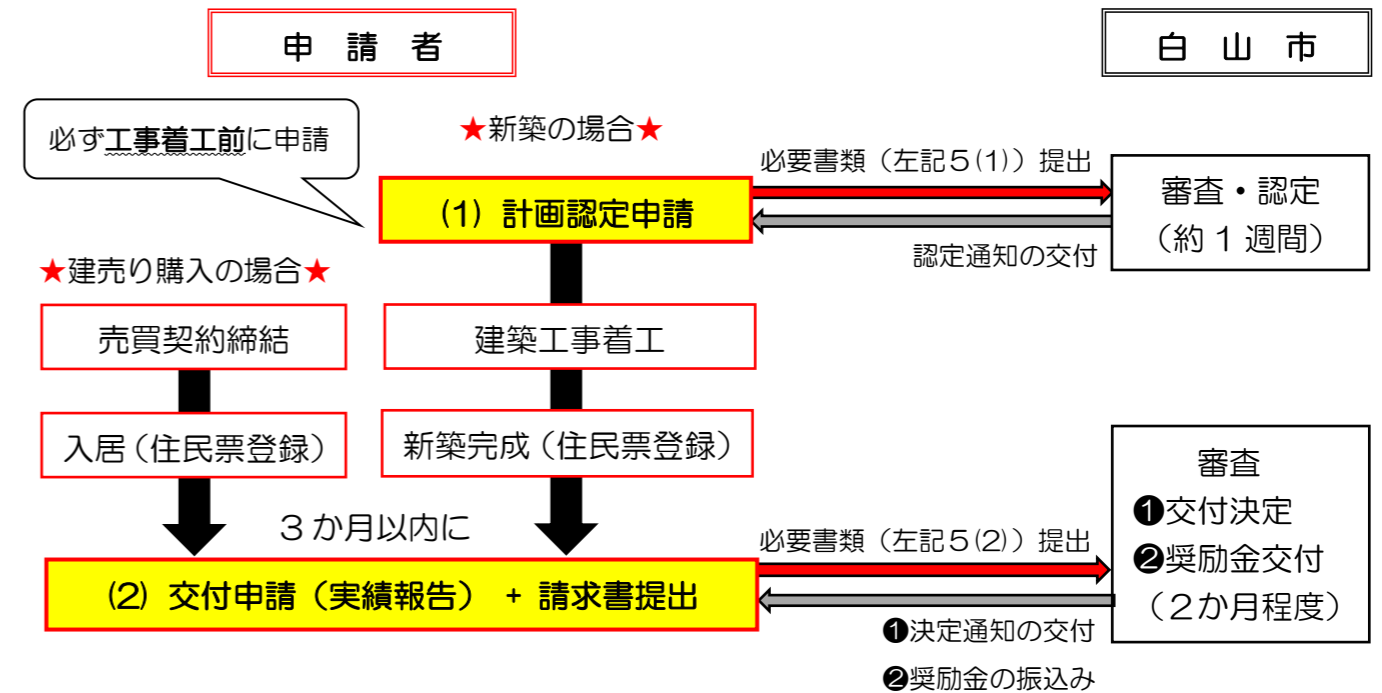 申 請 者
白 山 市
必ず工事着工前に申請
★新築の場合★
必要書類（左記５(1)）提出
(1) 計画認定申請
審査・認定
（約１週間）
認定通知の交付
★建売り購入の場合★
売買契約締結
建築工事着工
入居（住民票登録）
新築完成（住民票登録）
３か月以内に
必要書類（左記５(2)）提出
(2) 交付申請（実績報告） + 請求書提出
審査
❶交付決定
❷奨励金交付
（２か月程度）
❶決定通知の交付
❷奨励金の振込み